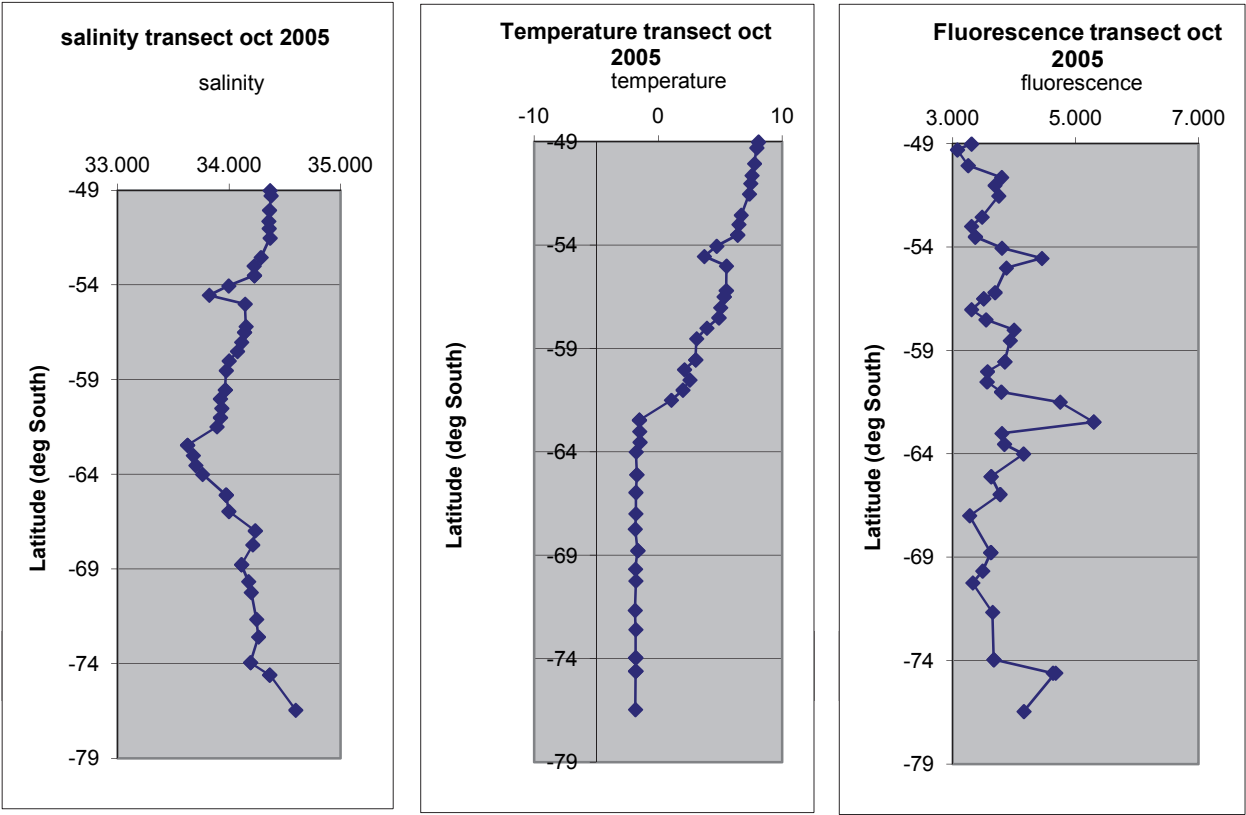 salinity transect oct 2005
salinity
33.000 34.000 35.000
-49
-54
-59
-64
-69
-74
-79
Latitude (deg South)
Temperature transect oct
2005
temperature
-10 0 10
-49
-54
-59
-64
-69
-74
-79
Latitude (deg South)
Fluorescence transect oct
2005
fluorescence
3.000 5.000 7.000
-49
-54
-59
-64
-69
-74
-79
Latitude (deg South)